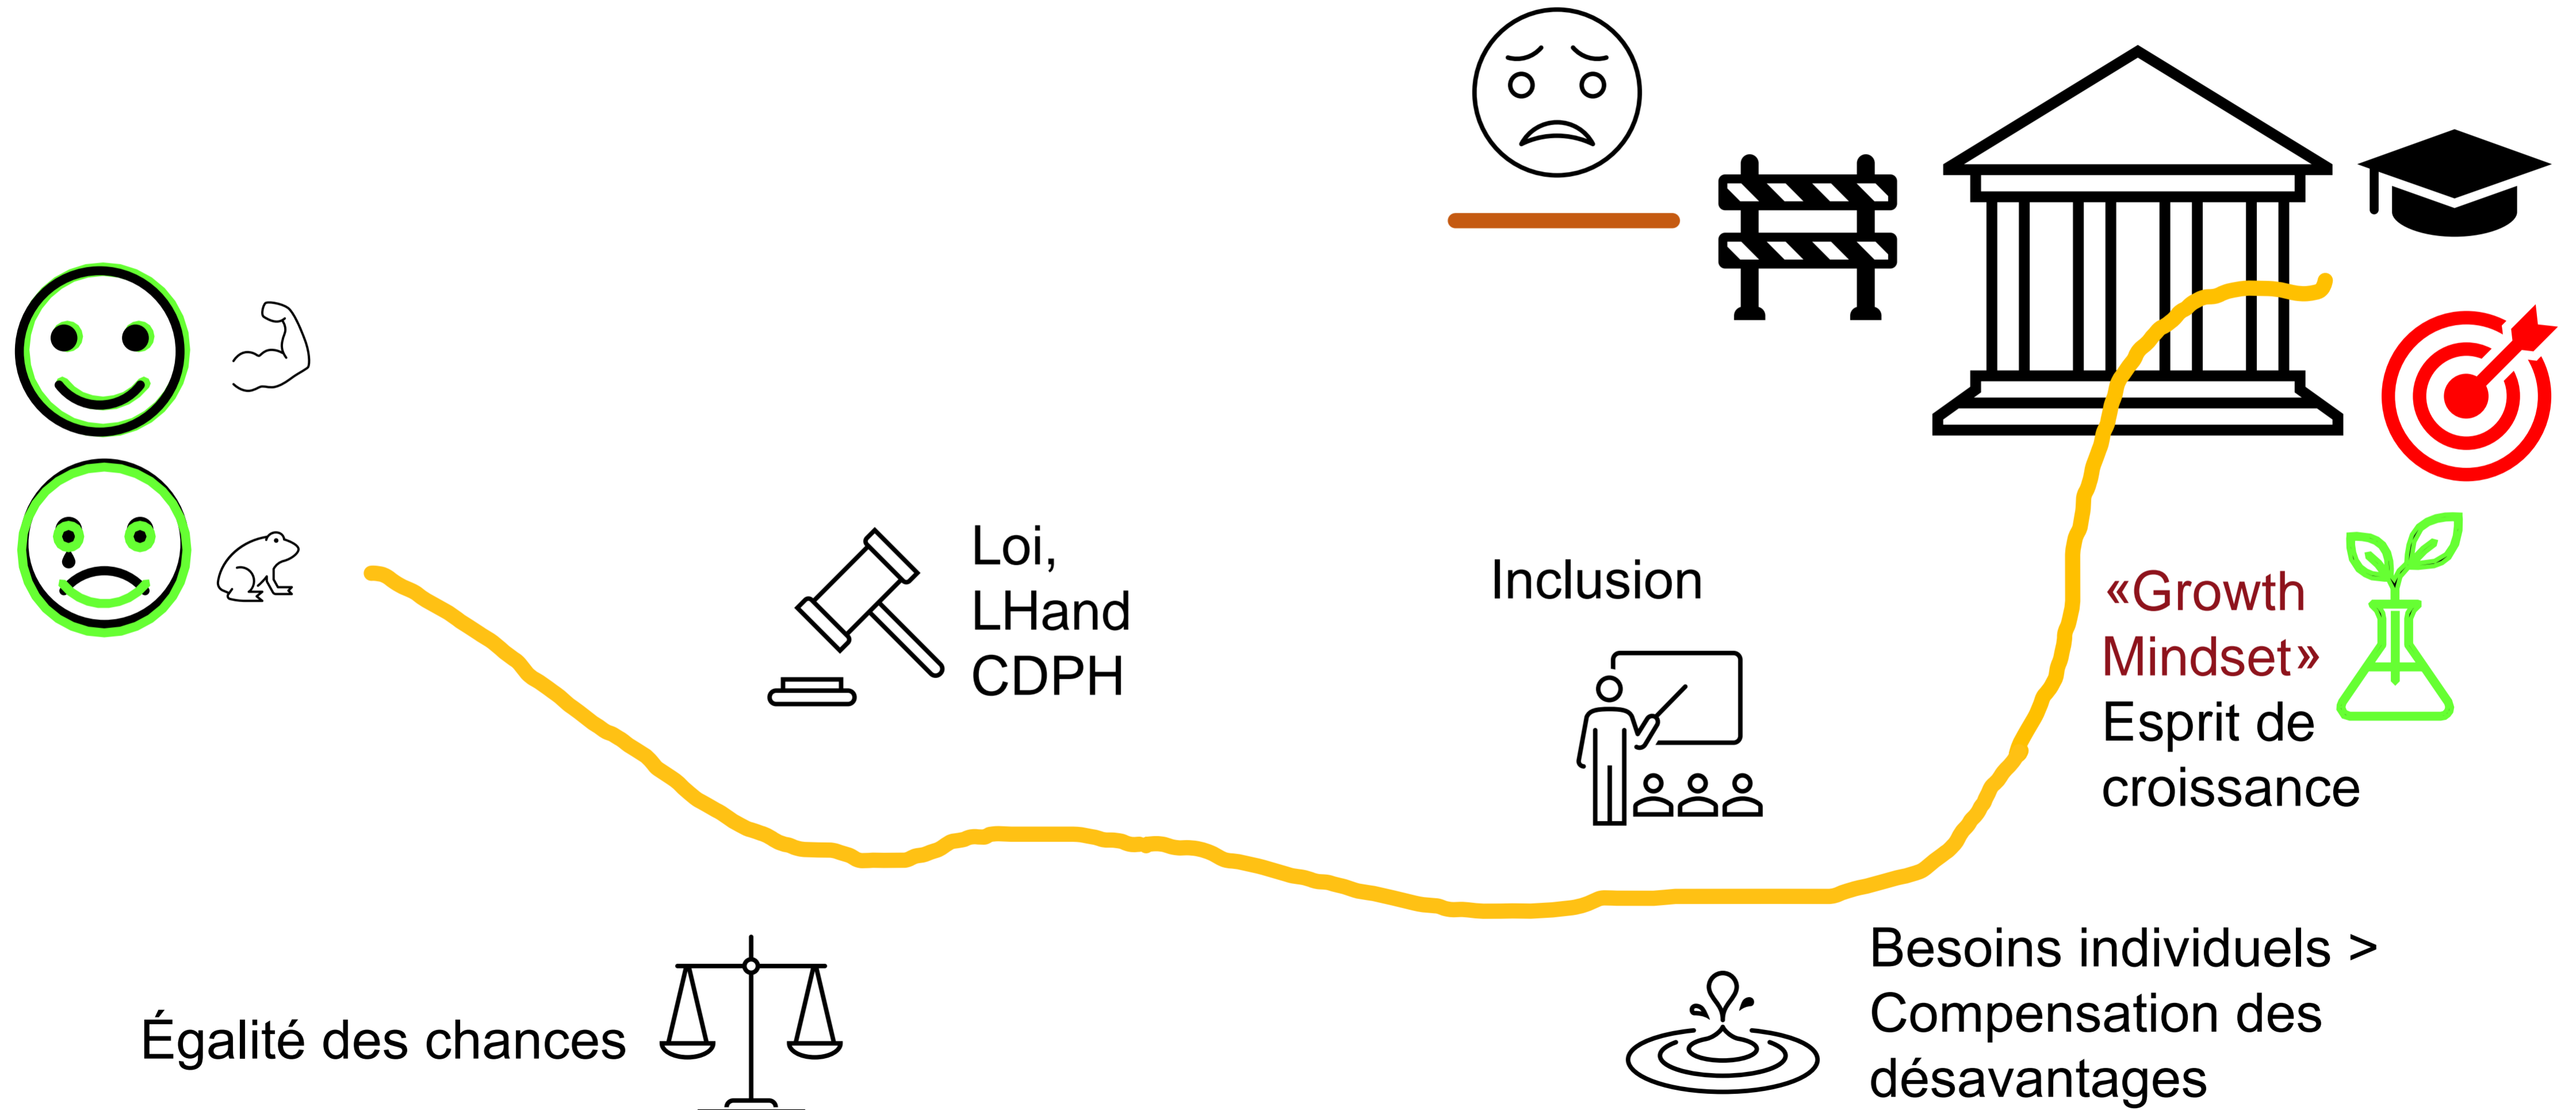 Loi,
LHand
CDPH
Inclusion
«Growth
Mindset»
Esprit de
croissance
Égalité des chances
Besoins individuels >
Compensation des
désavantages